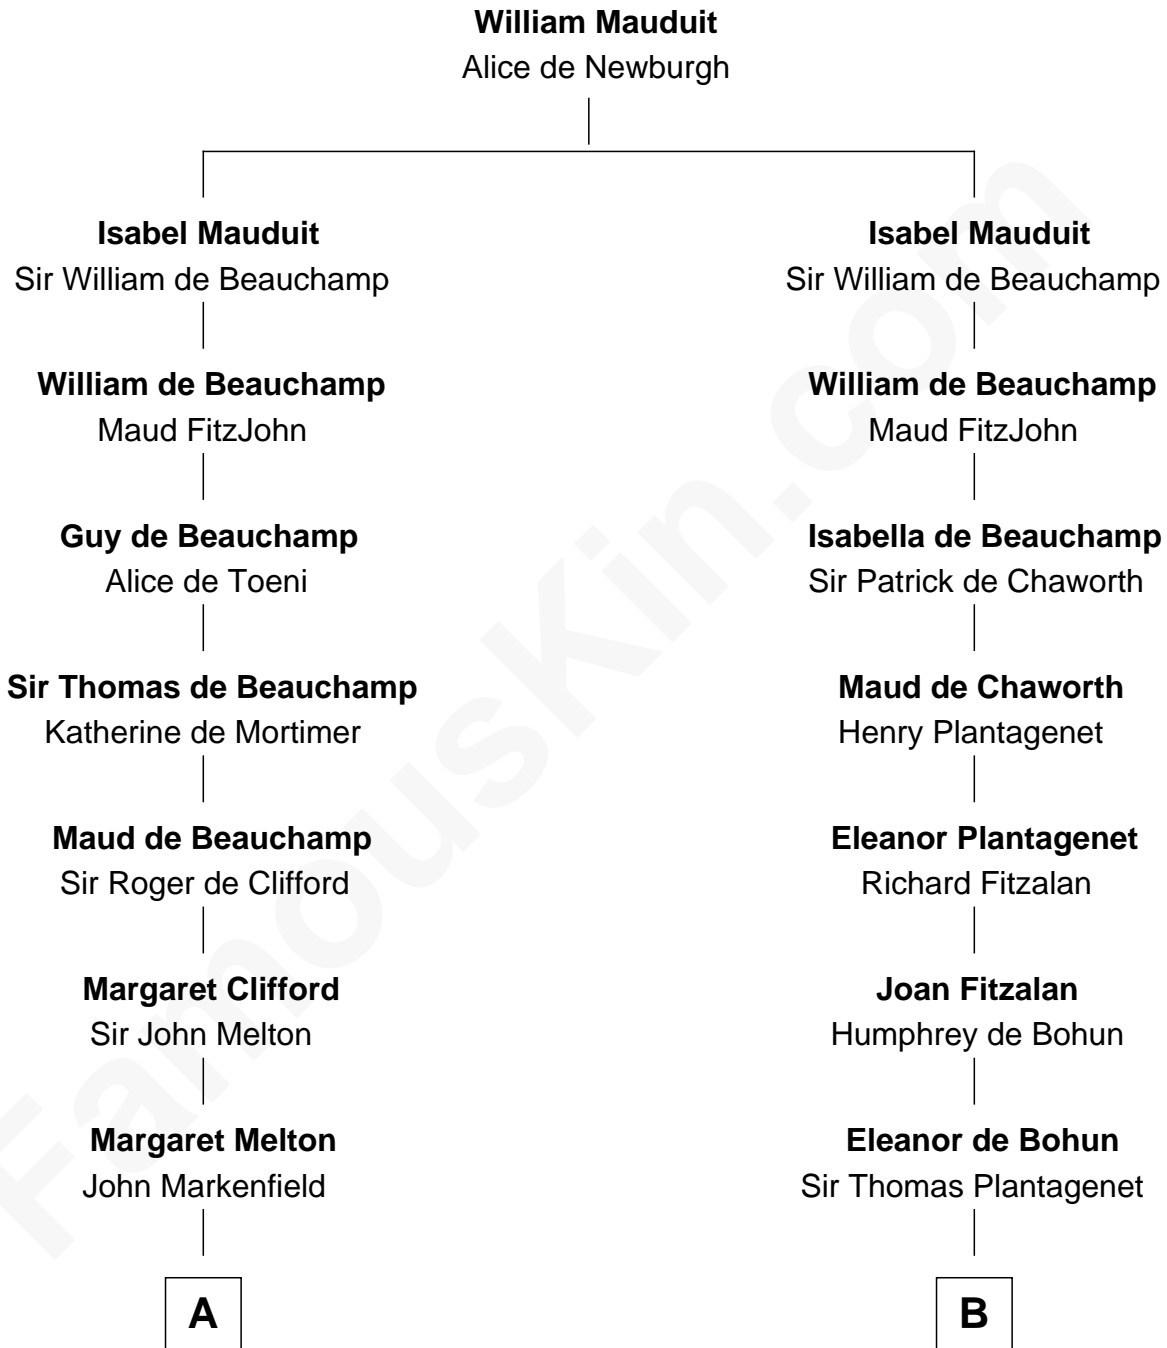 William Mauduit
Alice de Newburgh
Isabel Mauduit
Sir William de Beauchamp
Isabel Mauduit
Sir William de Beauchamp
William de Beauchamp
Maud FitzJohn
William de Beauchamp
Maud FitzJohn
Guy de Beauchamp
Alice de Toeni
Isabella de Beauchamp
Sir Patrick de Chaworth
Sir Thomas de Beauchamp
Katherine de Mortimer
Maud de Chaworth
Henry Plantagenet
Maud de Beauchamp
Sir Roger de Clifford
Eleanor Plantagenet
Richard Fitzalan
Margaret Clifford
Sir John Melton
Joan Fitzalan
Humphrey de Bohun
Margaret Melton
John Markenfield
Eleanor de Bohun
Sir Thomas Plantagenet
A
B
FamousKin.com